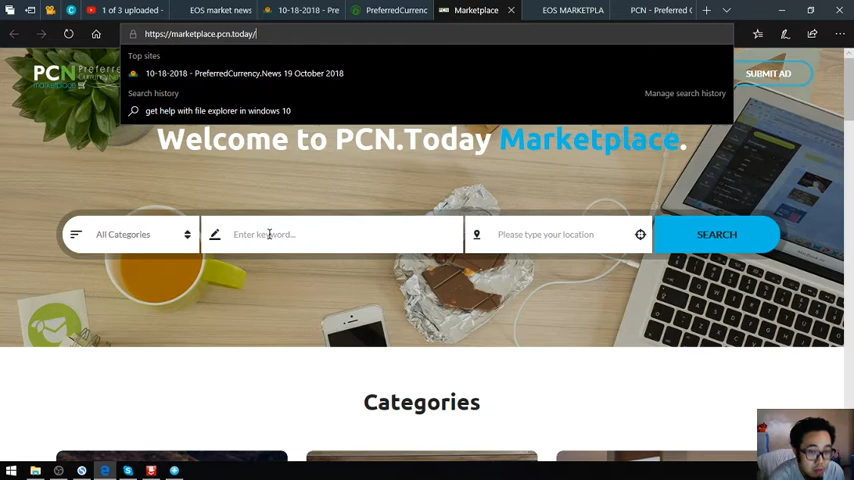 1 of 3 uploaded -
EOS market news
10-18-2018 - Pre
PreferredCurrenc
Marketplace
EOS MARKETPLA
PCN - Preferred C
https://marketplace.pcn.today/
Top sites
10-18-2018 - PreferredCurrency.News 19 October 2018
Search history
Manage search history
get help with file explorer in windows 10
PCN
marketplace
SUBMIT AD
Welcome to PCN.Today Marketplace.
All Categories
Enter keyword...
Please type your location
SEARCH
Categories